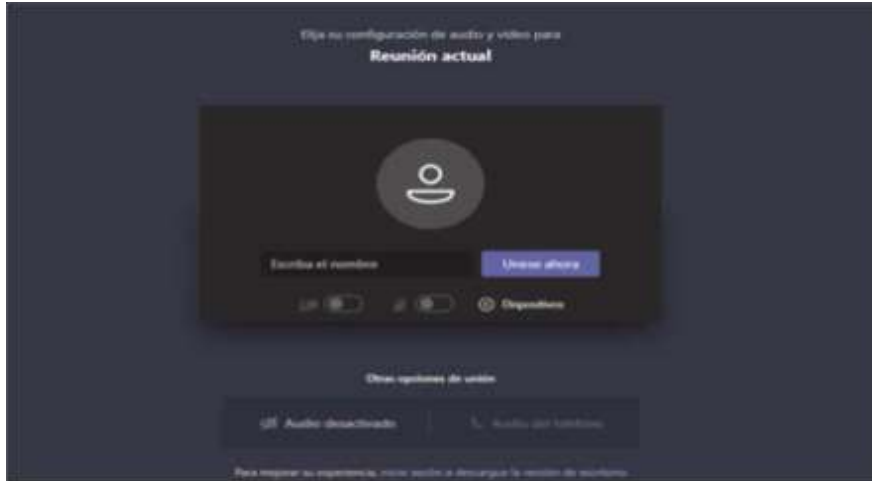 Elija su configuración de audio y video para
Reunión actual
Escriba el nombre
Unirse ahora
Dispositivos
Otras opciones de unión
Audio desactivado
Audio del teléfono
Para mejorar su experiencia, inicie sesión o descargue la versión de escritorio